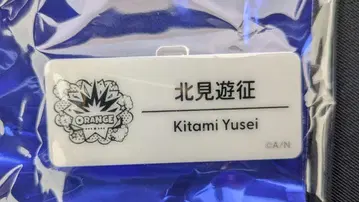 ORANGE
北見遊征
Kitami Yusei
©A/N